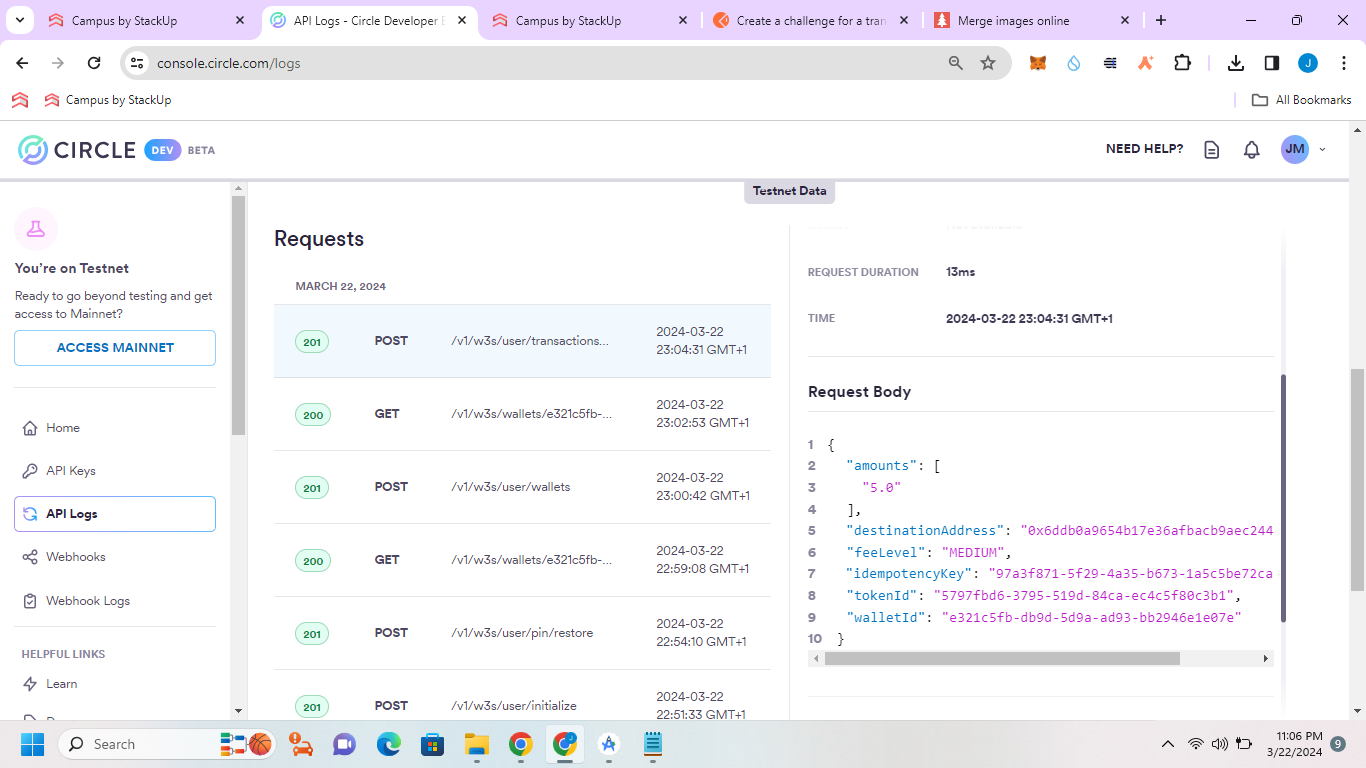 Campus by StackUp
API Logs - Circle Developer
Campus by StackUp
Create a challenge for a tran
Merge images online
console.circle.com/logs
J
Campus by StackUp
All Bookmarks
CIRCLE DEV BETA
NEED HELP?
JM
Testnet Data
You're on Testnet
Ready to go beyond testing and get
access to Mainnet?
ACCESS MAINNET
Home
API Keys
API Logs
Webhooks
Webhook Logs
HELPFUL LINKS
Learn
Requests
MARCH 22, 2024
201 POST /v1/w3s/user/transactions... 2024-03-22
23:04:31 GMT+1
200 GET /v1/w3s/wallets/e321c5fb-... 2024-03-22
23:02:53 GMT+1
201 POST /v1/w3s/user/wallets 2024-03-22
23:00:42 GMT+1
200 GET /v1/w3s/wallets/e321c5fb-... 2024-03-22
22:59:08 GMT+1
201 POST /v1/w3s/user/pin/restore 2024-03-22
22:54:10 GMT+1
201 POST /v1/w3s/user/initialize 2024-03-22
22:51:33 GMT+1
REQUEST DURATION 13ms
TIME 2024-03-22 23:04:31 GMT+1
Request Body
1 {
2 "amounts": [
3 "5.0"
4 ],
5 "destinationAddress": "0x6ddb0a9654b17e36afbacb9aec244
6 "feeLevel": "MEDIUM",
7 "idempotencyKey": "97a3f871-5f29-4a35-b673-1a5c5be72ca
8 "tokenId": "5797fbd6-3795-519d-84ca-ec4c5f80c3b1",
9 "walletId": "e321c5fb-db9d-5d9a-ad93-bb2946e1e07e"
10 }
Search
11:06 PM
3/22/2024
9